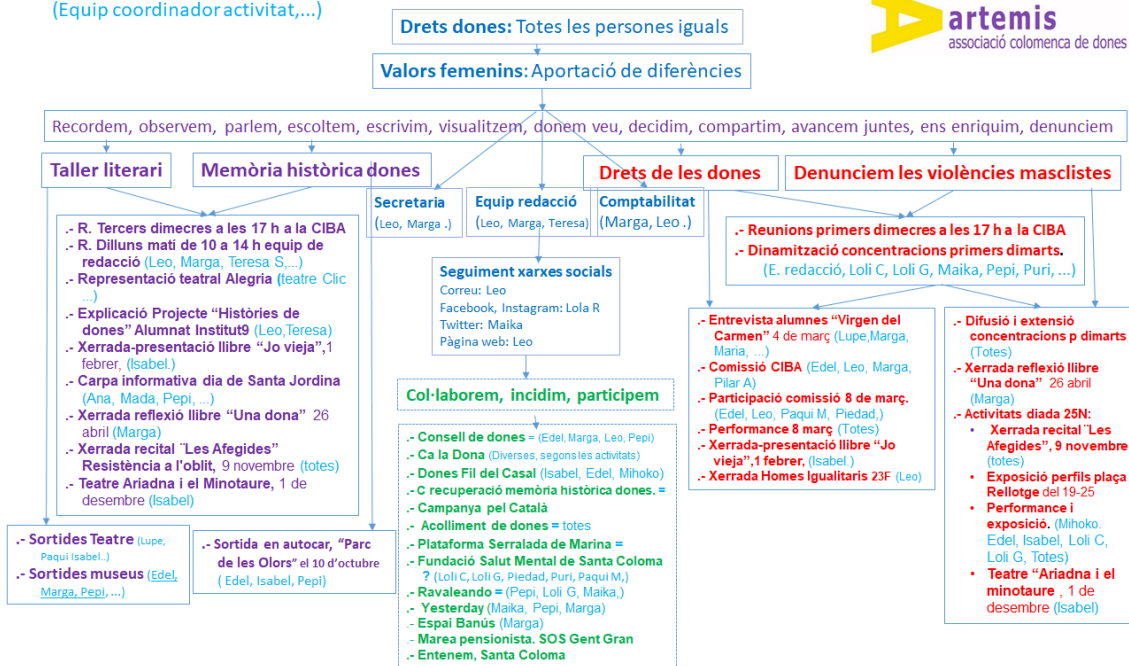 (Equip coordinador activitat,...)
artemis
associació colomenca de dones
Drets dones: Totes les persones iguals
Valors femenins: Aportació de diferències
Recordem, observem, parlem, escoltem, escrivim, visualitzem, donem veu, decidim, compartim, avancem juntes, ens enriquim, denunciem
Taller literari
Memòria històrica dones
Drets de les dones
Denunciem les violències masclistes
.- R. Tercers dimecres a les 17 h a la CIBA
.- R. Dilluns matí de 10 a 14 h equip de
redacció (Leo, Marga, Teresa S,...)
.- Representació teatral Alegria (teatre Clic
...)
.- Explicació Projecte “Històries de
dones” Alumnat Institut9 (Leo,Teresa)
.- Xerrada-presentació llibre “Jo vieja”,1
febrer, (Isabel.)
.- Carpa informativa dia de Santa Jordina
(Ana, Mada, Pepi, ...)
.- Xerrada reflexió llibre “Una dona” 26
abril (Marga)
.- Xerrada recital ¨Les Afegides”
Resistència a l'oblit, 9 novembre (totes)
.- Teatre Ariadna i el Minotaure, 1 de
desembre (Isabel)
.- Sortides Teatre (Lupe,
Paqui Isabel..)
.- Sortides museus (Edel,
Marga, Pepi, ...)
.- Sortida en autocar, “Parc
de les Olors” el 10 d’octubre
( Edel, Isabel, Pepi)
Secretaria
(Leo, Marga .)
Equip redacció
(Leo, Marga, Teresa)
Comptabilitat
(Marga, Leo .)
Seguiment xarxes socials
Correu: Leo
Facebook, Instagram: Lola R
Twitter: Maika
Pàgina web: Leo
Col·laborem, incidim, participem
.- Consell de dones = (Edel, Marga, Leo, Pepi)
.- Ca la Dona (Diverses, segons les activitats)
.- Dones Fil del Casal (Isabel, Edel, Mihoko)
.- C recuperació memòria històrica dones. =
.- Campanya pel Català
.- Acolliment de dones = totes
.- Plataforma Serralada de Marina =
.- Fundació Salut Mental de Santa Coloma
? (Loli C, Loli G, Piedad, Puri, Paqui M,)
.- Ravaleando = (Pepi, Loli G, Maika,)
.- Yesterday (Maika, Pepi, Marga)
.- Espai Banús (Marga)
.- Marea pensionista. SOS Gent Gran
.- Entenem, Santa Coloma
.- Reunions primers dimecres a les 17 h a la CIBA
.- Dinamització concentracions primers dimarts.
(E. redacció, Loli C, Loli G, Maika, Pepi, Puri, ...)
.- Entrevista alumnes “Virgen del
Carmen” 4 de març (Lupe,Marga,
Maria, ...)
.- Comissió CIBA (Edel, Leo, Marga,
Pilar A)
.- Participació comissió 8 de març.
(Edel, Leo, Paqui M, Piedad,)
.- Performance 8 març (Totes)
.- Xerrada-presentació llibre “Jo
vieja”,1 febrer, (Isabel.)
.- Xerrada Homes Igualitaris 23F (Leo)
.- Difusió i extensió
concentracions p dimarts
(Totes)
.- Xerrada reflexió llibre
“Una dona” 26 abril
(Marga)
.- Activitats diada 25N:
• Xerrada recital ¨Les
Afegides”, 9 novembre
(totes)
• Exposició perfils plaça
Rellotge del 19-25
• Performance i
exposició. (Mihoko.
Edel, Isabel, Loli C,
Loli G, Totes)
• Teatre “Ariadna i el
minotaure , 1 de
desembre (Isabel)